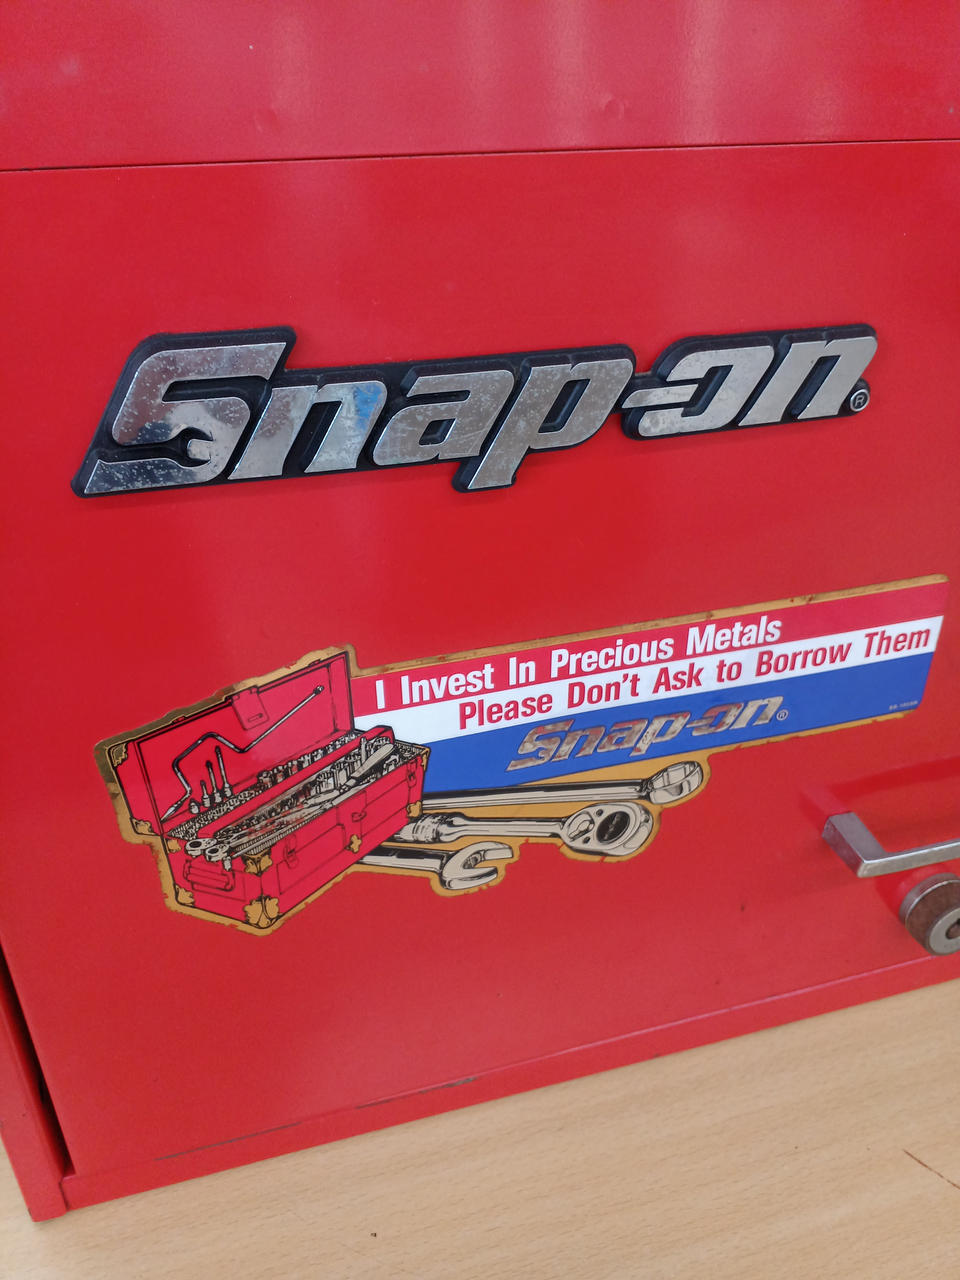 Snap-on®
I Invest In Precious Metals
Please Don't Ask to Borrow Them
Snap-on®